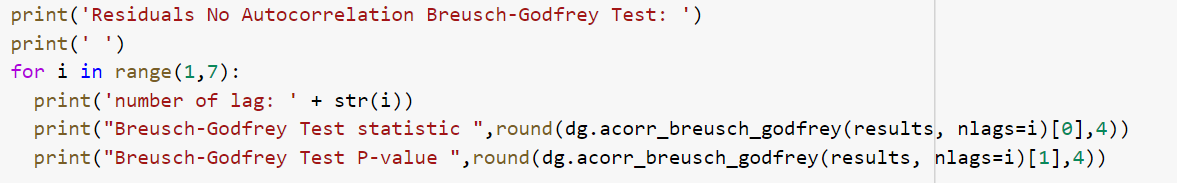 print('Residuals No Autocorrelation Breusch-Godfrey Test: ')
print(' ')
for i in range(1,7):
  print('number of lag: ' + str(i))
  print("Breusch-Godfrey Test statistic ",round(dg.acorr_breusch_godfrey(results, nlags=i)[0],4))
  print("Breusch-Godfrey Test P-value ",round(dg.acorr_breusch_godfrey(results, nlags=i)[1],4))